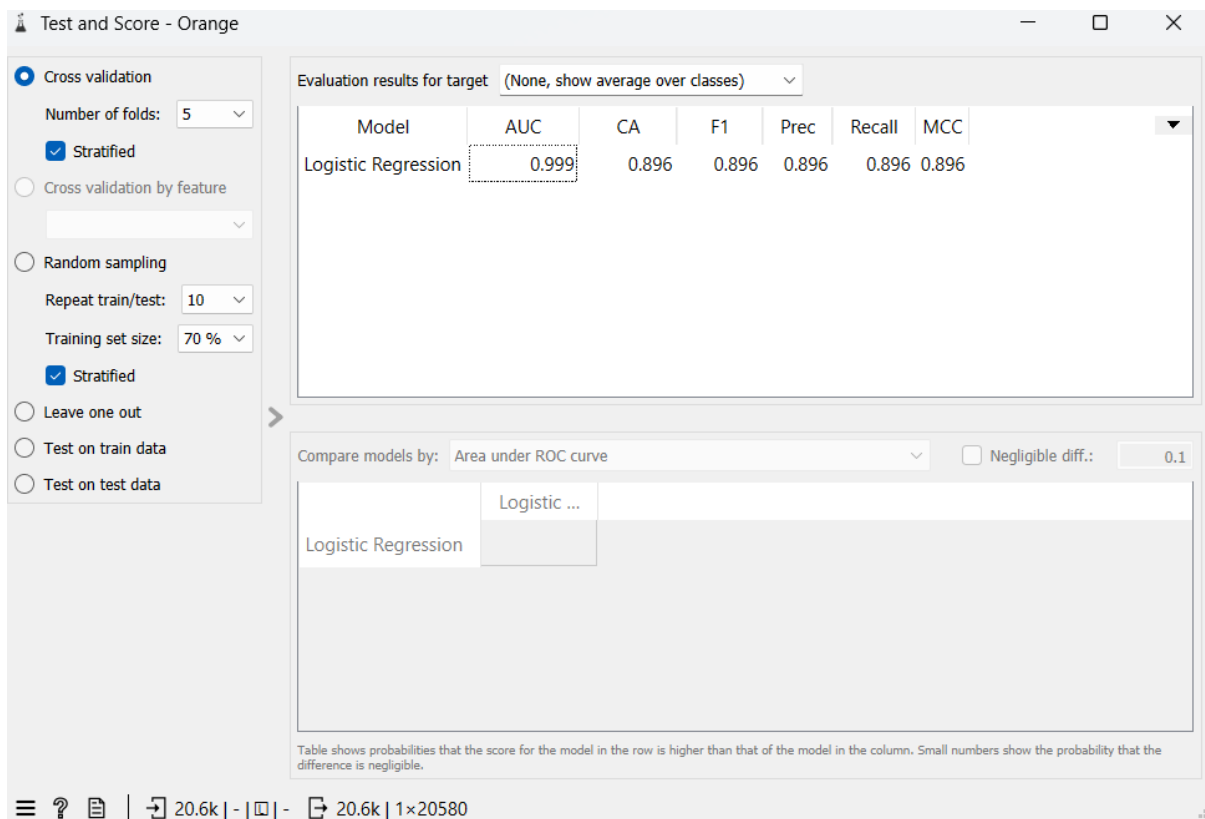 Test and Score - Orange
Cross validation
Number of folds: 5
Stratified
Cross validation by feature
Random sampling
Repeat train/test: 10
Training set size: 70 %
Stratified
Leave one out
Test on train data
Test on test data
Evaluation results for target (None, show average over classes)
Model AUC CA F1 Prec Recall MCC
Logistic Regression 0.999 0.896 0.896 0.896 0.896 0.896
Compare models by: Area under ROC curve Negligible diff.: 0.1
Logistic ...
Logistic Regression
Table shows probabilities that the score for the model in the row is higher than that of the model in the column. Small numbers show the probability that the
difference is negligible.
20.6k | - | - 20.6k | 1×20580